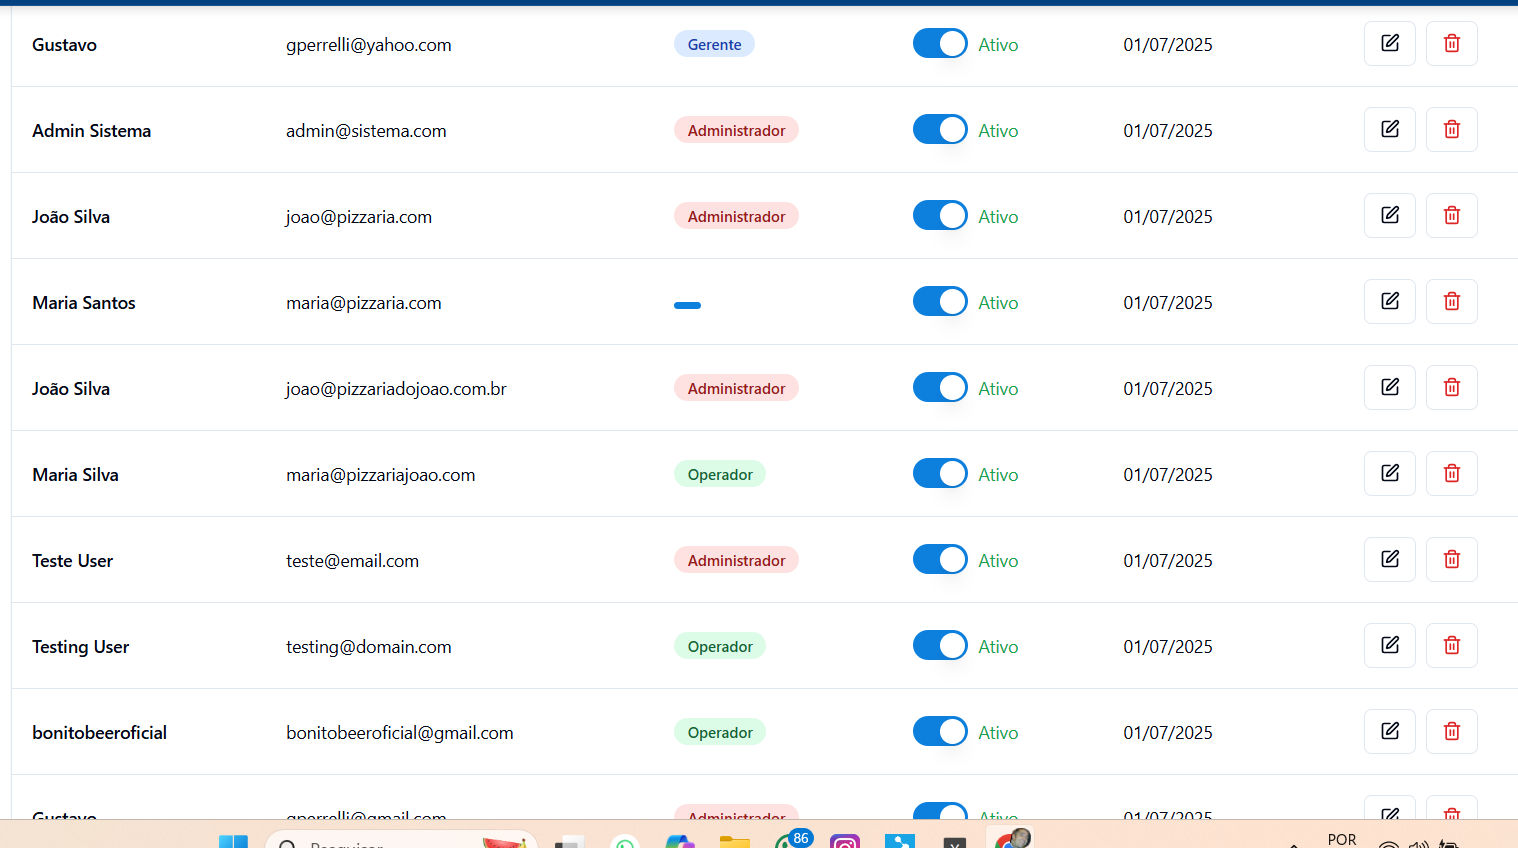 Gustavo gperrelli@yahoo.com Gerente Ativo 01/07/2025
Admin Sistema admin@sistema.com Administrador Ativo 01/07/2025
João Silva joao@pizzaria.com Administrador Ativo 01/07/2025
Maria Santos maria@pizzaria.com Ativo 01/07/2025
João Silva joao@pizzariadojoao.com.br Administrador Ativo 01/07/2025
Maria Silva maria@pizzariajoao.com Operador Ativo 01/07/2025
Teste User teste@email.com Administrador Ativo 01/07/2025
Testing User testing@domain.com Operador Ativo 01/07/2025
bonitobeeroficial bonitobeeroficial@gmail.com Operador Ativo 01/07/2025
Gustavo gperrelli@gmail.com Administrador Ativo 01/07/2025
Pesquisar 86 POR